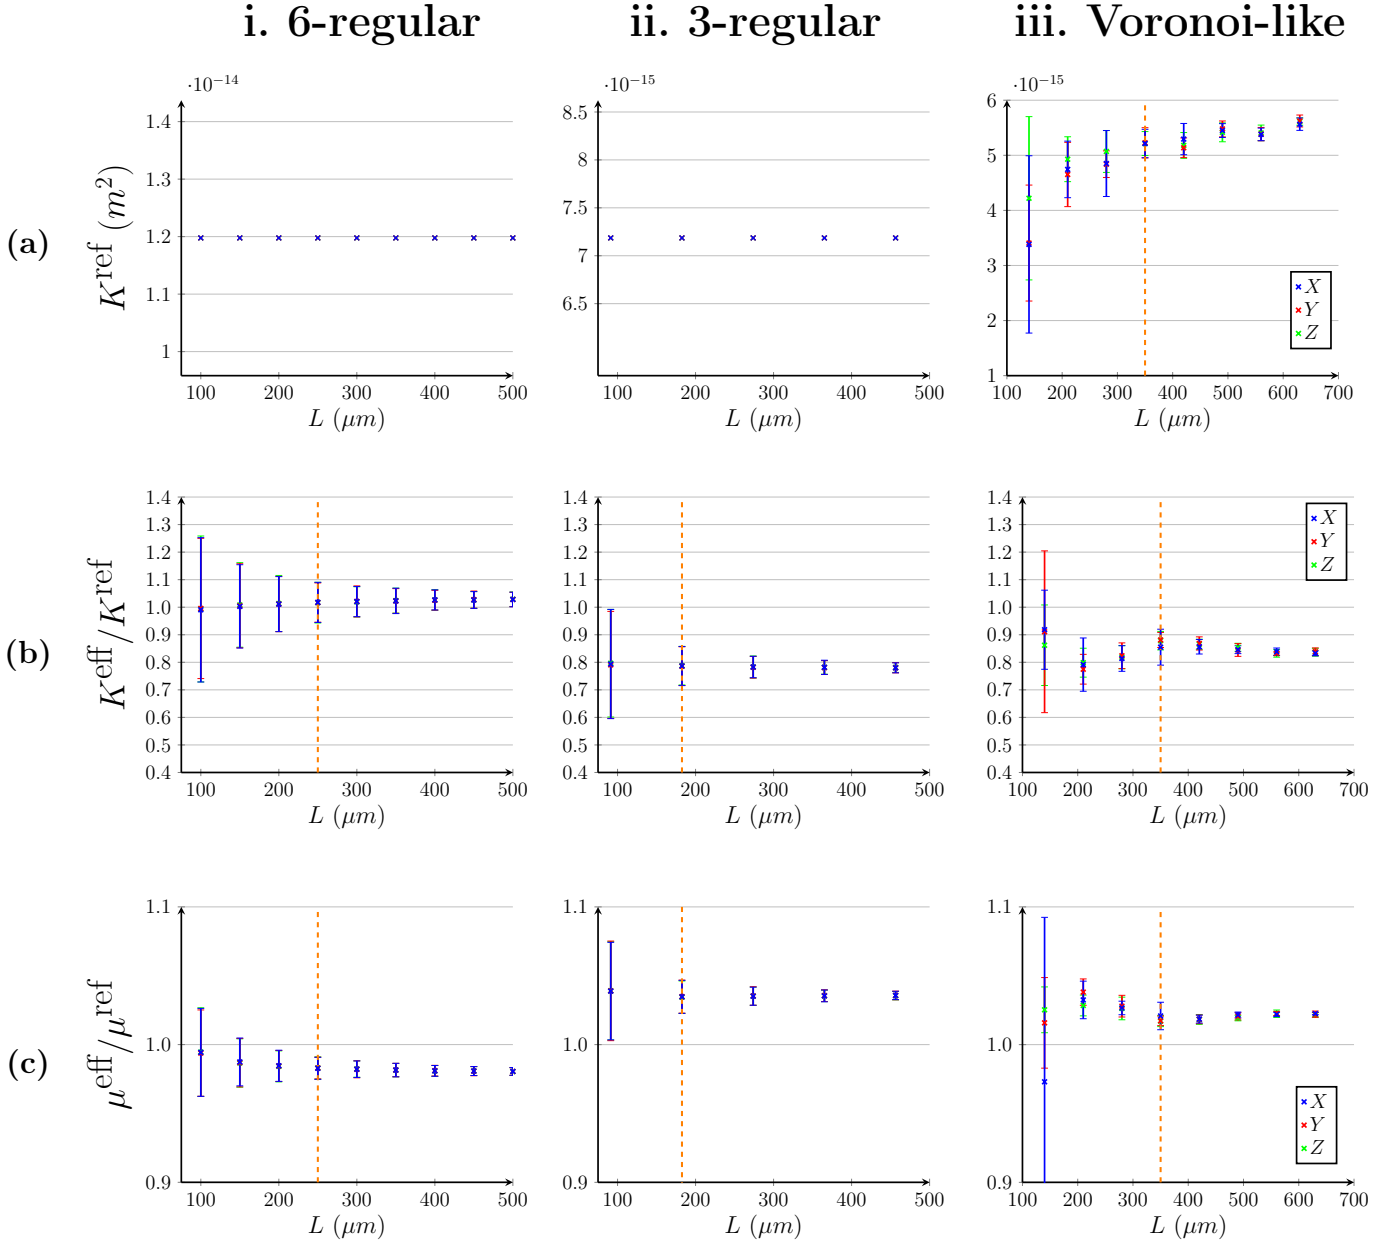 i. 6-regular
ii. 3-regular
iii. Voronoi-like
(a)
K^ref (m^2)
·10^−14
1.4
1.3
1.2
1.1
1
100 200 300 400 500
L (μm)
·10^−15
8.5
8
7.5
7
6.5
100 200 300 400 500
L (μm)
·10^−15
6
5
4
3
2
1
100 200 300 400 500 600 700
L (μm)
X
Y
Z
(b)
K^eff/K^ref
1.4
1.3
1.2
1.1
1.0
0.9
0.8
0.7
0.6
0.5
0.4
100 200 300 400 500
L (μm)
1.4
1.3
1.2
1.1
1.0
0.9
0.8
0.7
0.6
0.5
0.4
100 200 300 400 500
L (μm)
1.4
1.3
1.2
1.1
1.0
0.9
0.8
0.7
0.6
0.5
0.4
100 200 300 400 500 600 700
L (μm)
X
Y
Z
(c)
μ^eff/μ^ref
1.1
1.0
0.9
100 200 300 400 500
L (μm)
1.1
1.0
0.9
100 200 300 400 500
L (μm)
1.1
1.0
0.9
100 200 300 400 500 600 700
L (μm)
X
Y
Z